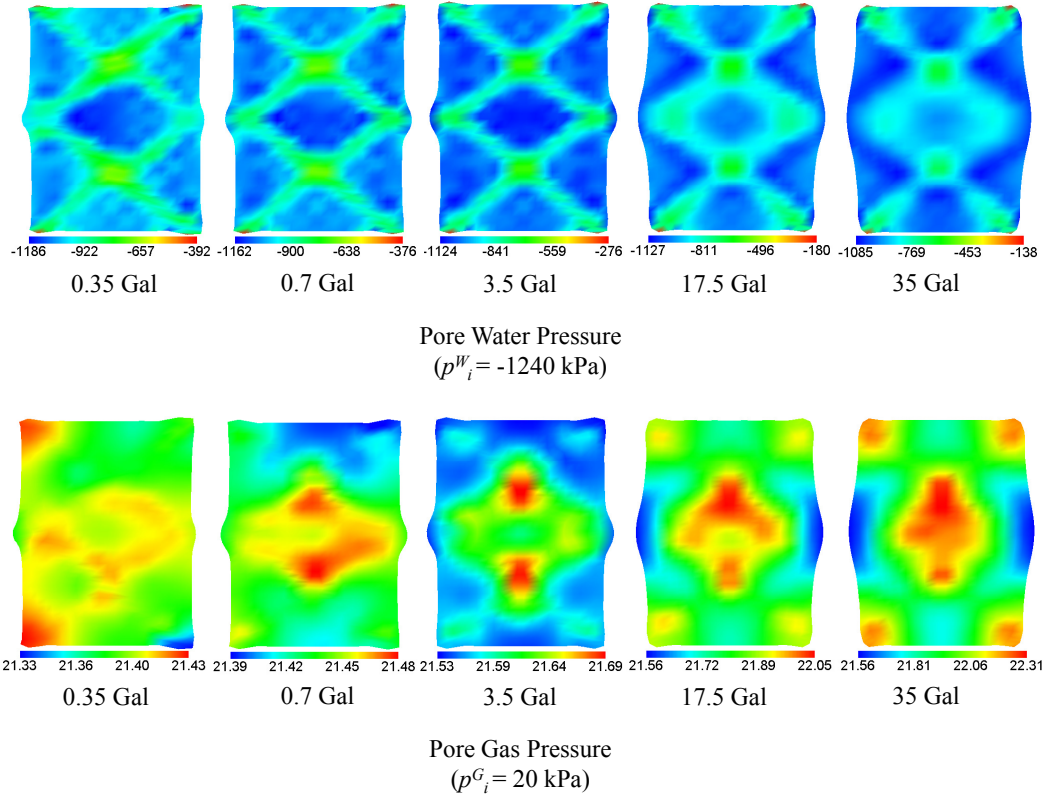 -1186 -922 -657 -392 -1162 -900 -638 -376 -1124 -841 -559 -276 -1127 -811 -496 -180 -1085 -769 -453 -138
0.35 Gal 0.7 Gal 3.5 Gal 17.5 Gal 35 Gal
Pore Water Pressure
(pᵂᵢ = -1240 kPa)
21.33 21.36 21.40 21.43 21.39 21.42 21.45 21.48 21.53 21.59 21.64 21.69 21.56 21.72 21.89 22.05 21.56 21.81 22.06 22.31
0.35 Gal 0.7 Gal 3.5 Gal 17.5 Gal 35 Gal
Pore Gas Pressure
(pᴳᵢ = 20 kPa)